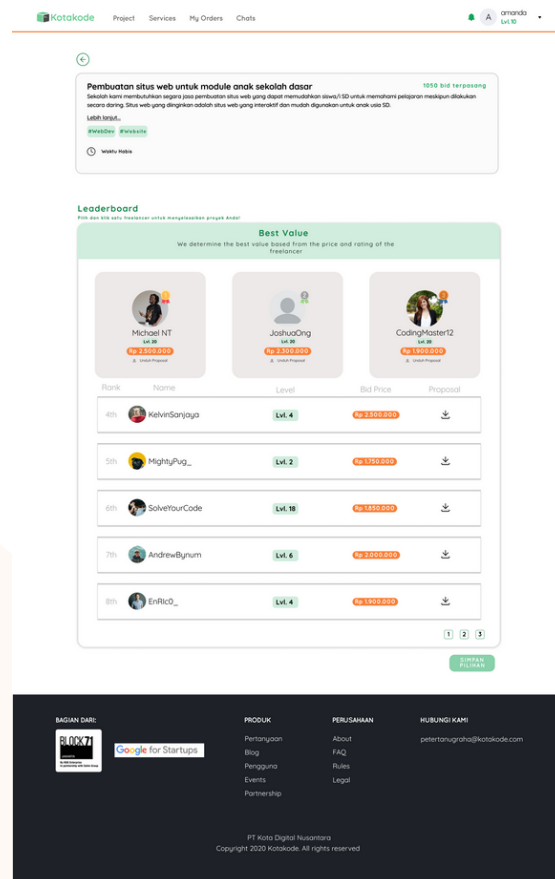 Kotakode
Project Services My Orders Chats
A amanda
Lvl. 10
Pembuatan situs web untuk module anak sekolah dasar
1050 bid terpasang
Sekolah kami membutuhkan segera jasa pembuatan situs web yang dapat memudahkan siswa/i SD untuk memahami pelajaran meskipun dilakukan
secara daring. Situs web yang diinginkan adalah situs web yang interaktif dan mudah digunakan untuk anak usia SD.
Lebih lanjut..
#WebDev #Website
Waktu Habis
Leaderboard
Pilih dan klik satu freelancer untuk menyelesaikan proyek Anda!
Best Value
We determine the best value based from the price and rating of the
freelancer
1
Michael NT
Lvl. 20
Rp 2.500.000
Unduh Proposal
2
JoshuaOng
Lvl. 20
Rp 2.300.000
Unduh Proposal
CodingMaster12
Lvl. 20
Rp 1.900.000
Unduh Proposal
Rank Name Level Bid Price Proposal
4th KelvinSanjaya Lvl. 4 Rp 2.500.000
5th MightyPug_ Lvl. 2 Rp 1.750.000
6th SolveYourCode Lvl. 18 Rp 1.850.000
7th AndrewBynum Lvl. 6 Rp 2.000.000
8th EnRIc0_ Lvl. 4 Rp 1.900.000
1 2 3
SIMPAN
PILIHAN
BAGIAN DARI:
BLOCK71
Google for Startups
PRODUK
Pertanyaan
Blog
Pengguna
Events
Partnership
PERUSAHAAN
About
FAQ
Rules
Legal
HUBUNGI KAMI
petertanugraha@kotakode.com
PT Kota Digital Nusantara
Copyright 2020 Kotakode. All rights reserved